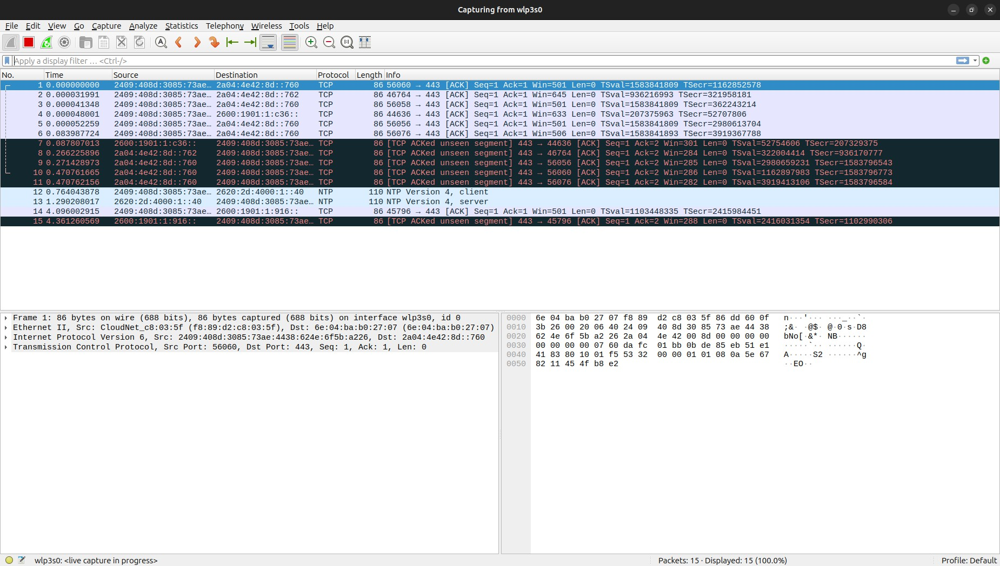 Capturing from wlp3s0
File Edit View Go Capture Analyze Statistics Telephony Wireless Tools Help
Apply a display filter … <Ctrl-/>
No. Time Source Destination Protocol Length Info
1 0.000000000 2409:408d:3085:73ae… 2a04:4e42:8d::760 TCP 86 56060 → 443 [ACK] Seq=1 Ack=1 Win=501 Len=0 TSval=1583841809 TSecr=1162852578
2 0.000031991 2409:408d:3085:73ae… 2a04:4e42:8d::762 TCP 86 46764 → 443 [ACK] Seq=1 Ack=1 Win=645 Len=0 TSval=936216993 TSecr=321958181
3 0.000041348 2409:408d:3085:73ae… 2a04:4e42:8d::760 TCP 86 56058 → 443 [ACK] Seq=1 Ack=1 Win=501 Len=0 TSval=1583841809 TSecr=362243214
4 0.000048001 2409:408d:3085:73ae… 2600:1901:1:c36:: TCP 86 44636 → 443 [ACK] Seq=1 Ack=1 Win=633 Len=0 TSval=207375963 TSecr=52707806
5 0.000052259 2409:408d:3085:73ae… 2a04:4e42:8d::760 TCP 86 56056 → 443 [ACK] Seq=1 Ack=1 Win=501 Len=0 TSval=1583841809 TSecr=2980613704
6 0.083987724 2409:408d:3085:73ae… 2a04:4e42:8d::760 TCP 86 56076 → 443 [ACK] Seq=1 Ack=1 Win=506 Len=0 TSval=1583841893 TSecr=3919367788
7 0.087807013 2600:1901:1:c36:: 2409:408d:3085:73ae… TCP 86 [TCP ACKed unseen segment] 443 → 44636 [ACK] Seq=1 Ack=2 Win=301 Len=0 TSval=52754606 TSecr=207329375
8 0.266225896 2a04:4e42:8d::762 2409:408d:3085:73ae… TCP 86 [TCP ACKed unseen segment] 443 → 46764 [ACK] Seq=1 Ack=2 Win=284 Len=0 TSval=322004414 TSecr=936170777
9 0.271428973 2a04:4e42:8d::760 2409:408d:3085:73ae… TCP 86 [TCP ACKed unseen segment] 443 → 56056 [ACK] Seq=1 Ack=2 Win=285 Len=0 TSval=2980659231 TSecr=1583796543
10 0.470761665 2a04:4e42:8d::760 2409:408d:3085:73ae… TCP 86 [TCP ACKed unseen segment] 443 → 56060 [ACK] Seq=1 Ack=2 Win=286 Len=0 TSval=1162897983 TSecr=1583796773
11 0.470762156 2a04:4e42:8d::760 2409:408d:3085:73ae… TCP 86 [TCP ACKed unseen segment] 443 → 56076 [ACK] Seq=1 Ack=2 Win=282 Len=0 TSval=3919413106 TSecr=1583796584
12 0.764043878 2409:408d:3085:73ae… 2620:2d:4000:1::40 NTP 110 NTP Version 4, client
13 1.290208017 2620:2d:4000:1::40 2409:408d:3085:73ae… NTP 110 NTP Version 4, server
14 4.096002915 2409:408d:3085:73ae… 2600:1901:1:916:: TCP 86 45796 → 443 [ACK] Seq=1 Ack=1 Win=501 Len=0 TSval=1103448335 TSecr=2415984451
15 4.361260569 2600:1901:1:916:: 2409:408d:3085:73ae… TCP 86 [TCP ACKed unseen segment] 443 → 45796 [ACK] Seq=1 Ack=2 Win=288 Len=0 TSval=2416031354 TSecr=1102990306
Frame 1: 86 bytes on wire (688 bits), 86 bytes captured (688 bits) on interface wlp3s0, id 0
Ethernet II, Src: CloudNet_c8:03:5f (f8:89:d2:c8:03:5f), Dst: 6e:04:ba:b0:27:07 (6e:04:ba:b0:27:07)
Internet Protocol Version 6, Src: 2409:408d:3085:73ae:4438:624e:6f5b:a226, Dst: 2a04:4e42:8d::760
Transmission Control Protocol, Src Port: 56060, Dst Port: 443, Seq: 1, Ack: 1, Len: 0
0000 6e 04 ba b0 27 07 f8 89 d2 c8 03 5f 86 dd 60 0f n···'··· ···_··`·
0010 3b 26 00 20 06 40 24 09 40 8d 30 85 73 ae 44 38 ;&· ·@$· @·0·s·D8
0020 62 4e 6f 5b a2 26 2a 04 4e 42 00 8d 00 00 00 00 bNo[·&*· NB······
0030 00 00 00 00 07 60 da fc 01 bb 0b de 85 eb 51 e1 ·····`·· ······Q·
0040 41 83 80 10 01 f5 53 32 00 00 01 01 08 0a 5e 67 A·····S2 ······^g
0050 82 11 45 4f b8 e2 ··EO··
wlp3s0: <live capture in progress>
Packets: 15 · Displayed: 15 (100.0%)
Profile: Default